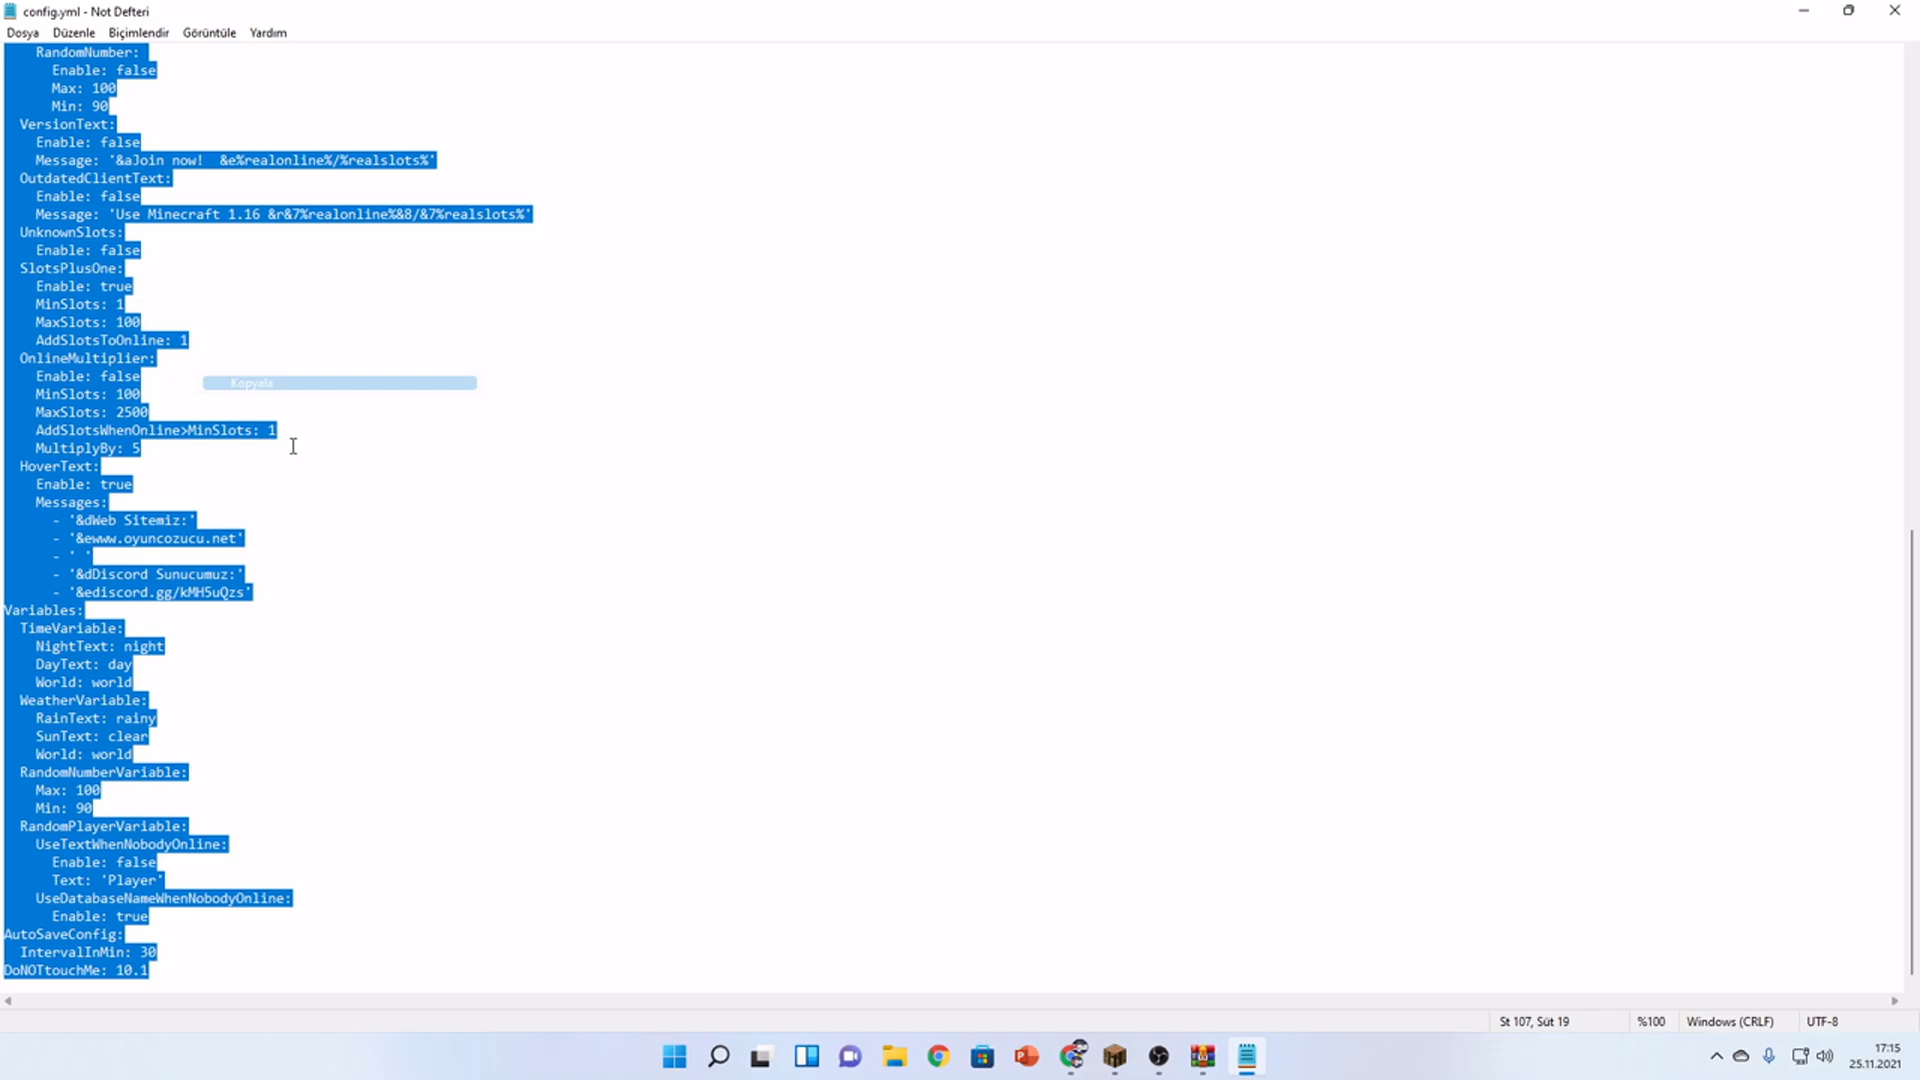 config.yml - Not Defteri
Dosya Düzenle Biçimlendir Görüntüle Yardım
RandomNumber:
Enable: false
Max: 100
Min: 90
VersionText:
Enable: false
Message: '&aJoin now!  &e%realonline%/%realslots%'
OutdatedClientText:
Enable: false
Message: 'Use Minecraft 1.16 &r&7%realonline%&8/&7%realslots%'
UnknownSlots:
Enable: false
SlotsPlusOne:
Enable: true
MinSlots: 1
MaxSlots: 100
AddSlotsToOnline: 1
OnlineMultiplier:
Enable: false
Kopyala
MinSlots: 100
MaxSlots: 2500
AddSlotsWhenOnline>MinSlots: 1
MultiplyBy: 5
HoverText:
Enable: true
Messages:
- '&dWeb Sitemiz:'
- '&ewww.oyuncozucu.net'
- ' '
- '&dDiscord Sunucumuz:'
- '&ediscord.gg/kMH5uQzs'
Variables:
TimeVariable:
NightText: night
DayText: day
World: world
WeatherVariable:
RainText: rainy
SunText: clear
World: world
RandomNumberVariable:
Max: 100
Min: 90
RandomPlayerVariable:
UseTextWhenNobodyOnline:
Enable: false
Text: 'Player'
UseDatabaseNameWhenNobodyOnline:
Enable: true
AutoSaveConfig:
IntervalInMin: 30
DoNOTtouchMe: 10.1
St 107, Süt 19 %100 Windows (CRLF) UTF-8
17:15
25.11.2021